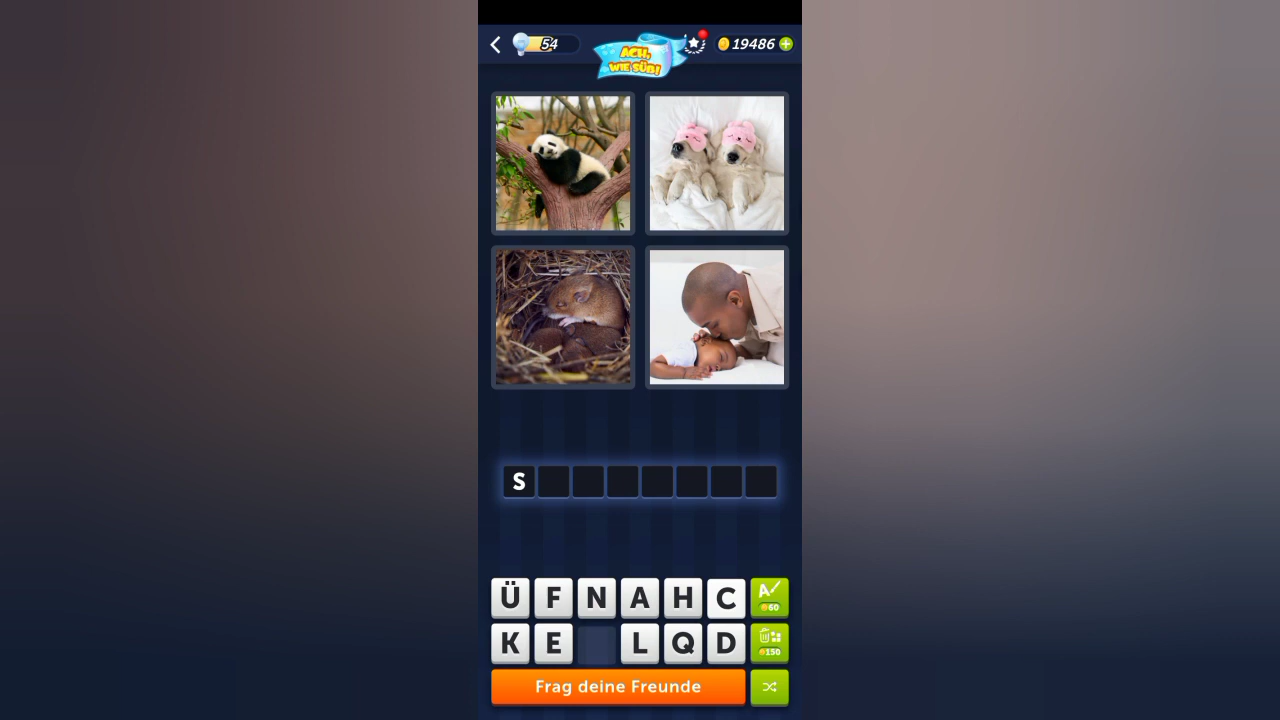 54
ACH,
WIE SÜẞ!
19486
S
Ü F N A H C
60
K E L Q D
150
Frag deine Freunde